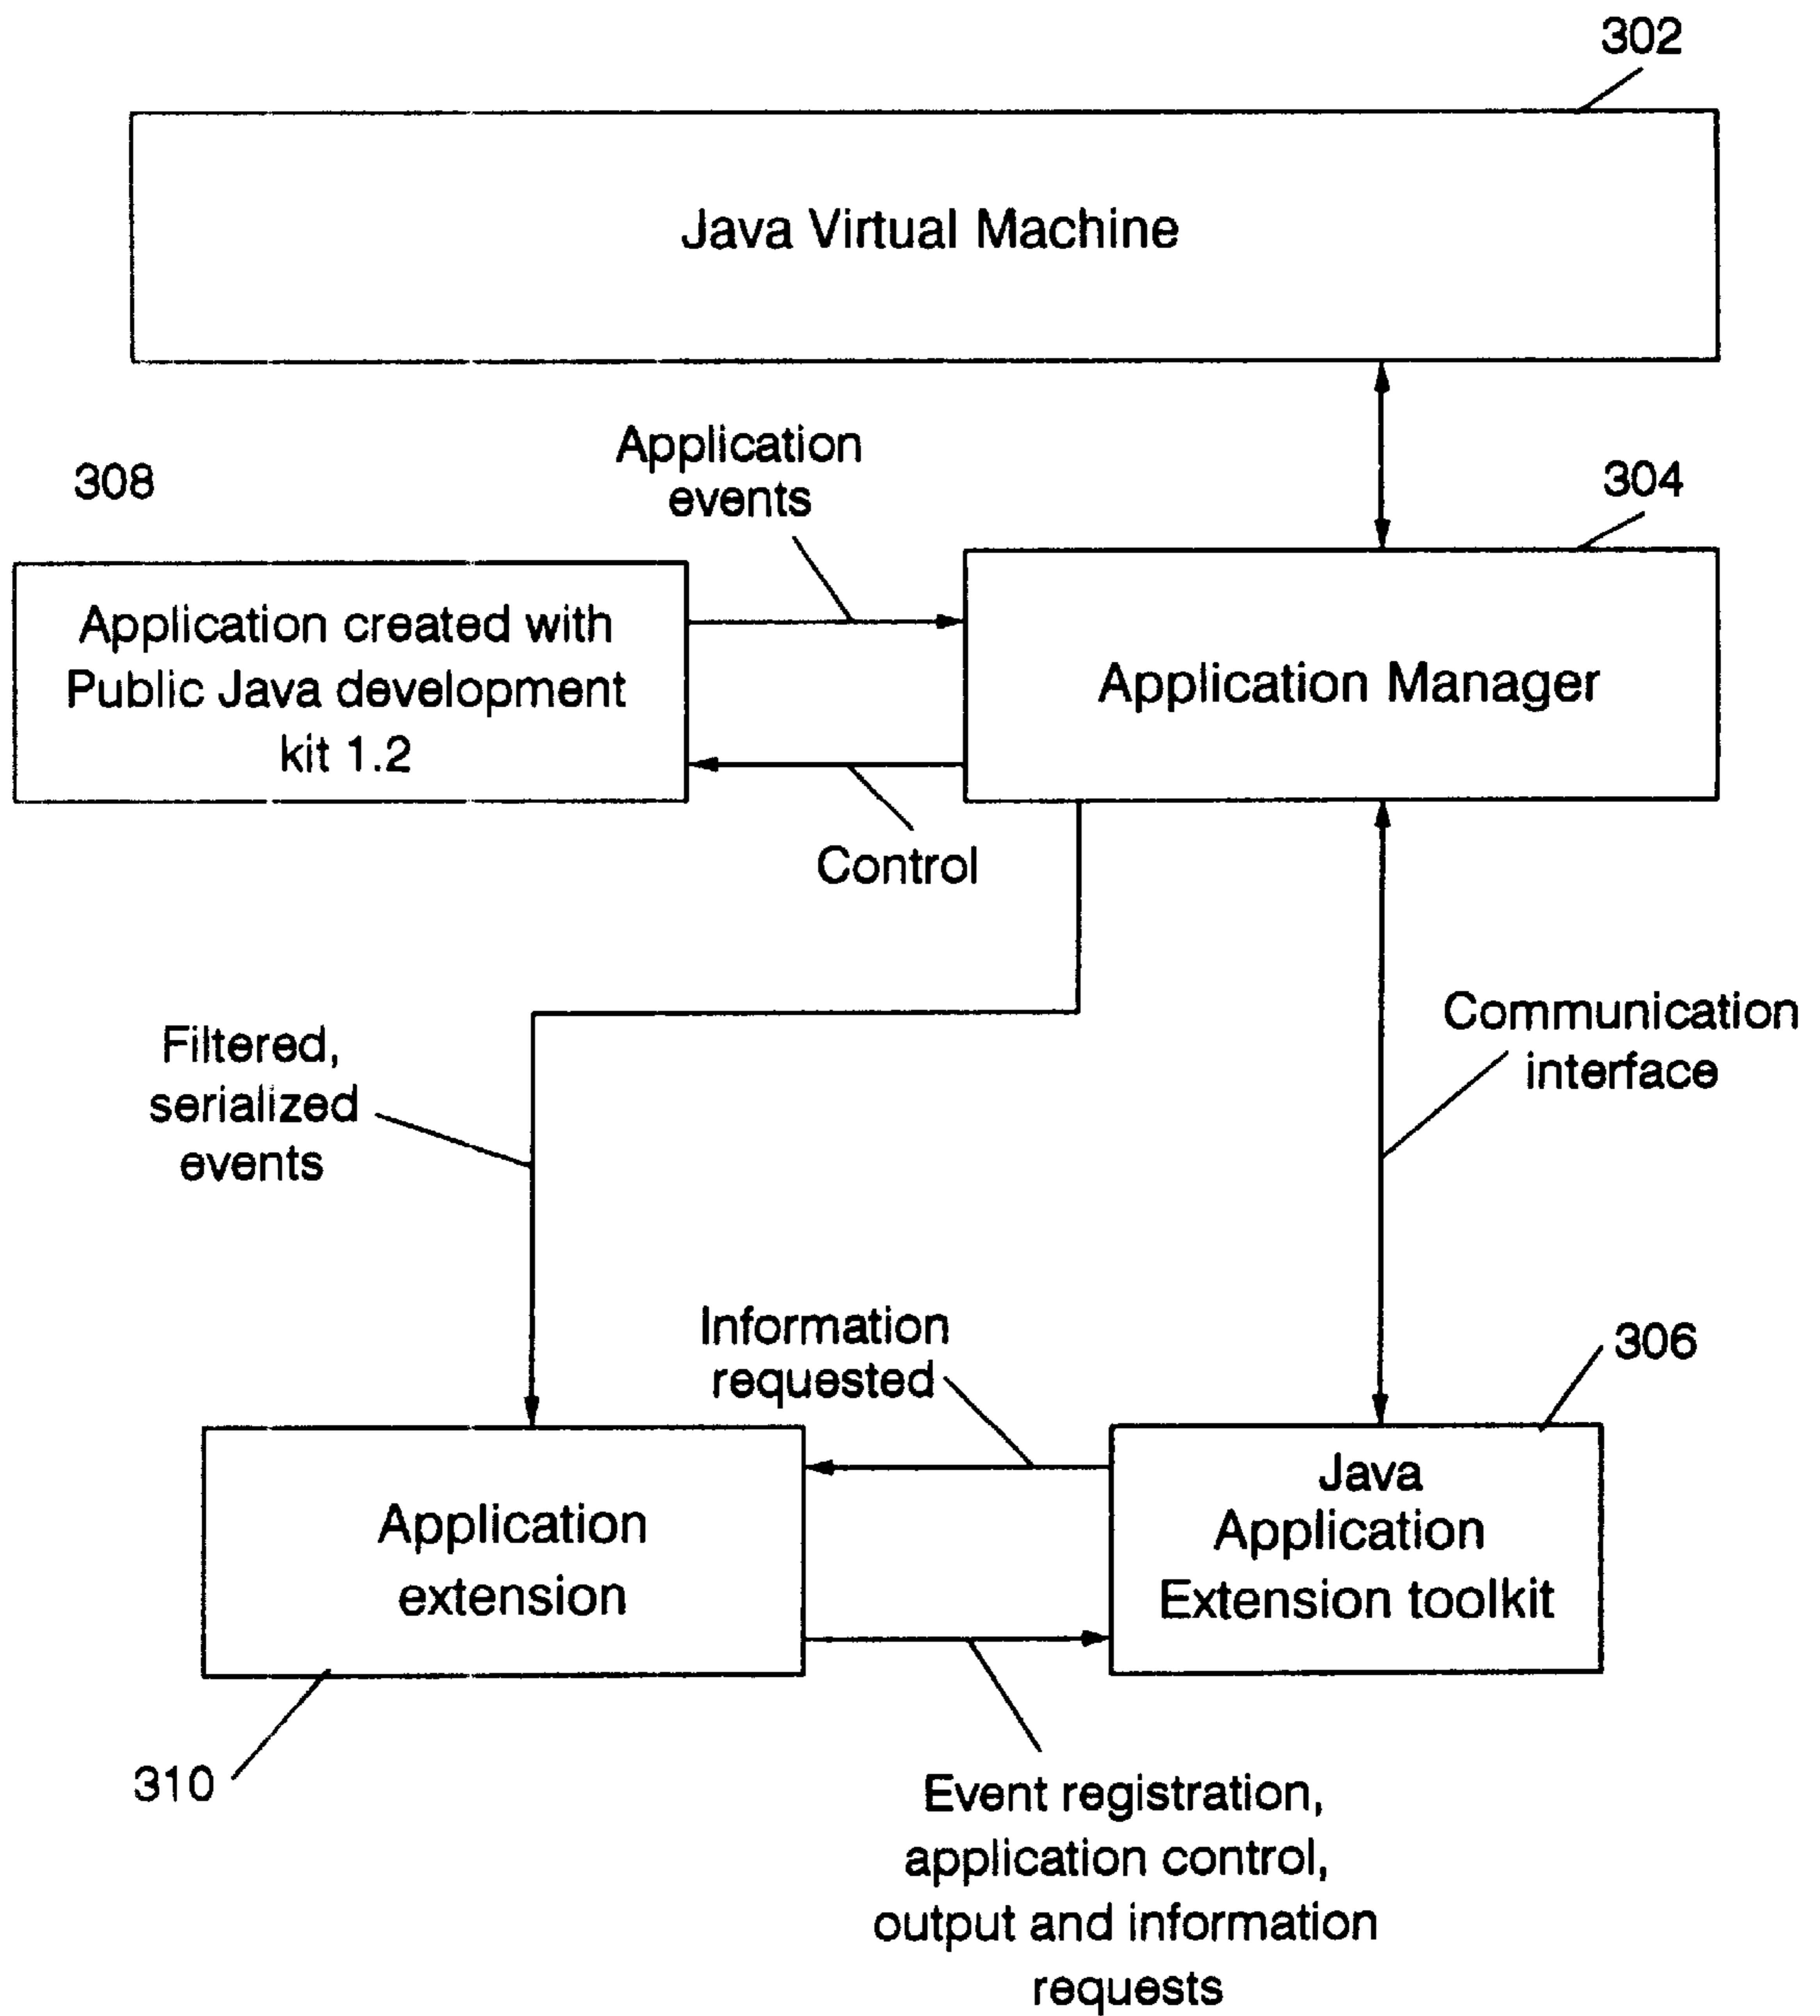 302
Java Virtual Machine
Application
events
308
304
Application created with
Public Java development
kit 1.2
Application Manager
Control
Communication
interface
Filtered,
serialized
events
Information
requested
306
Application
extension
Java
Application
Extension toolkit
310
Event registration,
application control,
output and information
requests